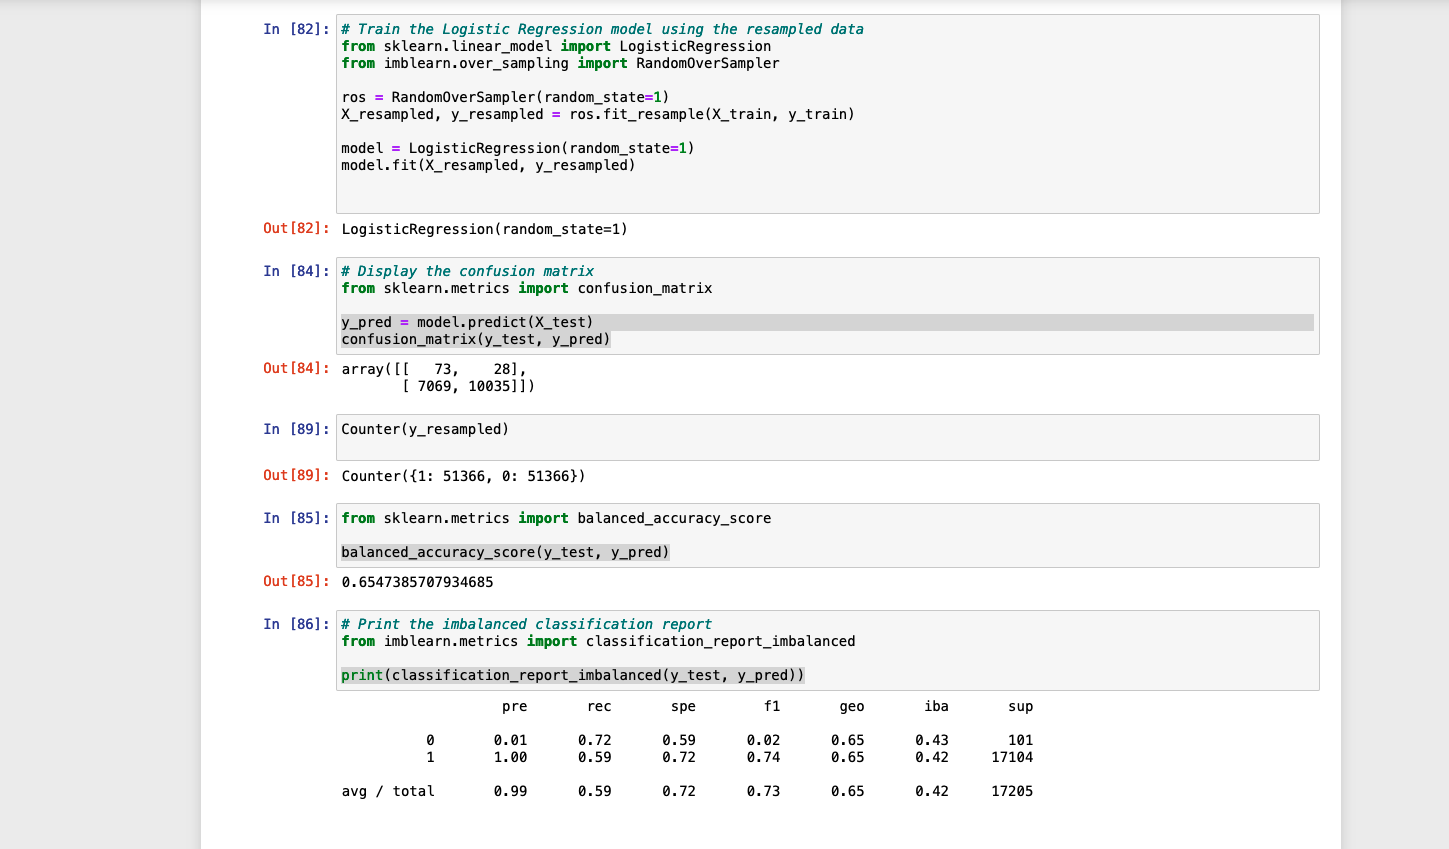 In [82]: # Train the Logistic Regression model using the resampled data
from sklearn.linear_model import LogisticRegression
from imblearn.over_sampling import RandomOverSampler
ros = RandomOverSampler(random_state=1)
X_resampled, y_resampled = ros.fit_resample(X_train, y_train)
model = LogisticRegression(random_state=1)
model.fit(X_resampled, y_resampled)
Out[82]: LogisticRegression(random_state=1)
In [84]: # Display the confusion matrix
from sklearn.metrics import confusion_matrix
y_pred = model.predict(X_test)
confusion_matrix(y_test, y_pred)
Out[84]: array([[   73,    28],
[ 7069, 10035]])
In [89]: Counter(y_resampled)
Out[89]: Counter({1: 51366, 0: 51366})
In [85]: from sklearn.metrics import balanced_accuracy_score
balanced_accuracy_score(y_test, y_pred)
Out[85]: 0.6547385707934685
In [86]: # Print the imbalanced classification report
from imblearn.metrics import classification_report_imbalanced
print(classification_report_imbalanced(y_test, y_pred))
pre rec spe f1 geo iba sup
0 0.01 0.72 0.59 0.02 0.65 0.43 101
1 1.00 0.59 0.72 0.74 0.65 0.42 17104
avg / total 0.99 0.59 0.72 0.73 0.65 0.42 17205